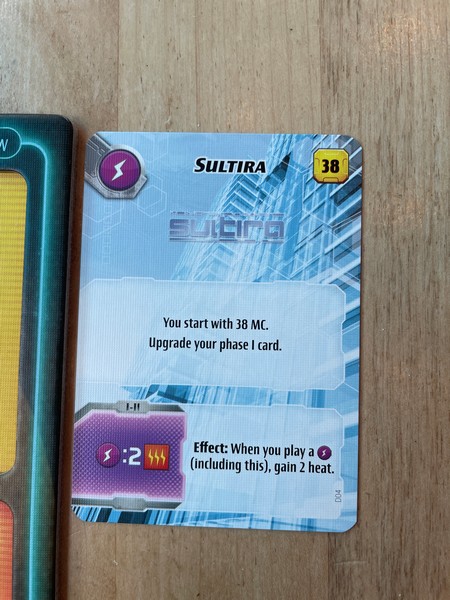 W
SULTIRA
38
sultira
You start with 38 MC.
Upgrade your phase I card.
I-II
:2
Effect: When you play a
(including this), gain 2 heat.
D04